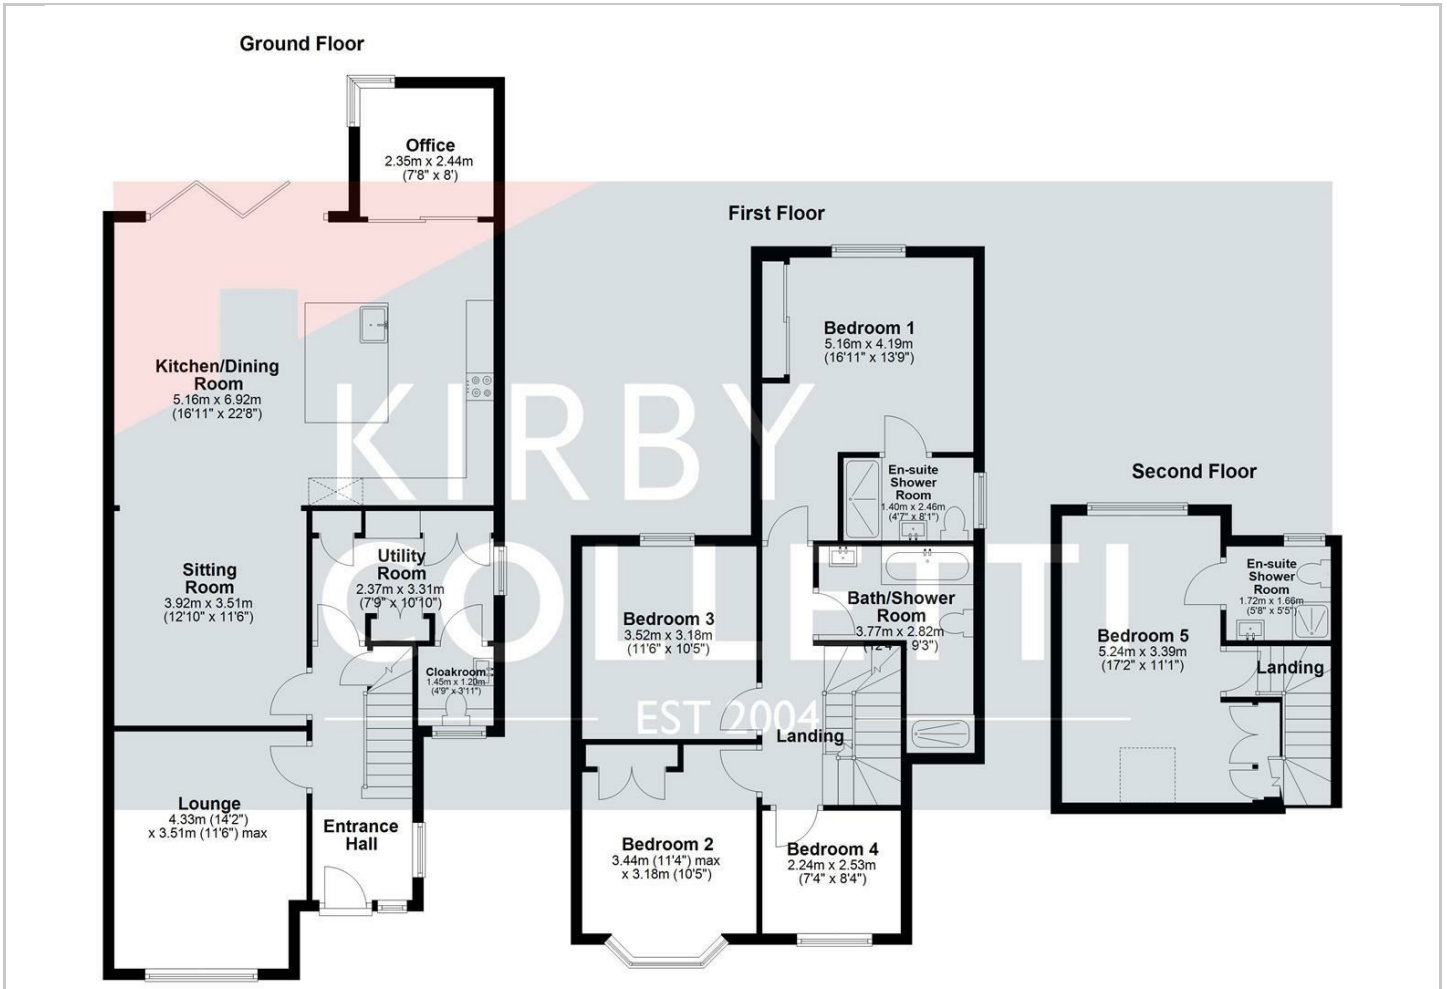 Ground Floor
Office
2.35m x 2.44m
(7'8" x 8')
Kitchen/Dining
Room
5.16m x 6.92m
(16'11" x 22'8")
Sitting
Room
3.92m x 3.51m
(12'10" x 11'6")
Utility
Room
2.37m x 3.31m
(7'9" x 10'10")
Cloakroom
1.45m x 1.20m
(4'9" x 3'11")
Lounge
4.33m (14'2")
x 3.51m (11'6") max
Entrance
Hall
First Floor
Bedroom 1
5.16m x 4.19m
(16'11" x 13'9")
En-suite
Shower
Room
1.40m x 2.46m
(4'7" x 8'1")
Bath/Shower
Room
3.77m x 2.82m
(12'4" x 9'3")
Bedroom 3
3.52m x 3.18m
(11'6" x 10'5")
Landing
Bedroom 2
3.44m (11'4") max
x 3.18m (10'5")
Bedroom 4
2.24m x 2.53m
(7'4" x 8'4")
Second Floor
En-suite
Shower
Room
1.72m x 1.66m
(5'8" x 5'5")
Bedroom 5
5.24m x 3.39m
(17'2" x 11'1")
Landing
KIRBY
COLLETTI
EST 2004